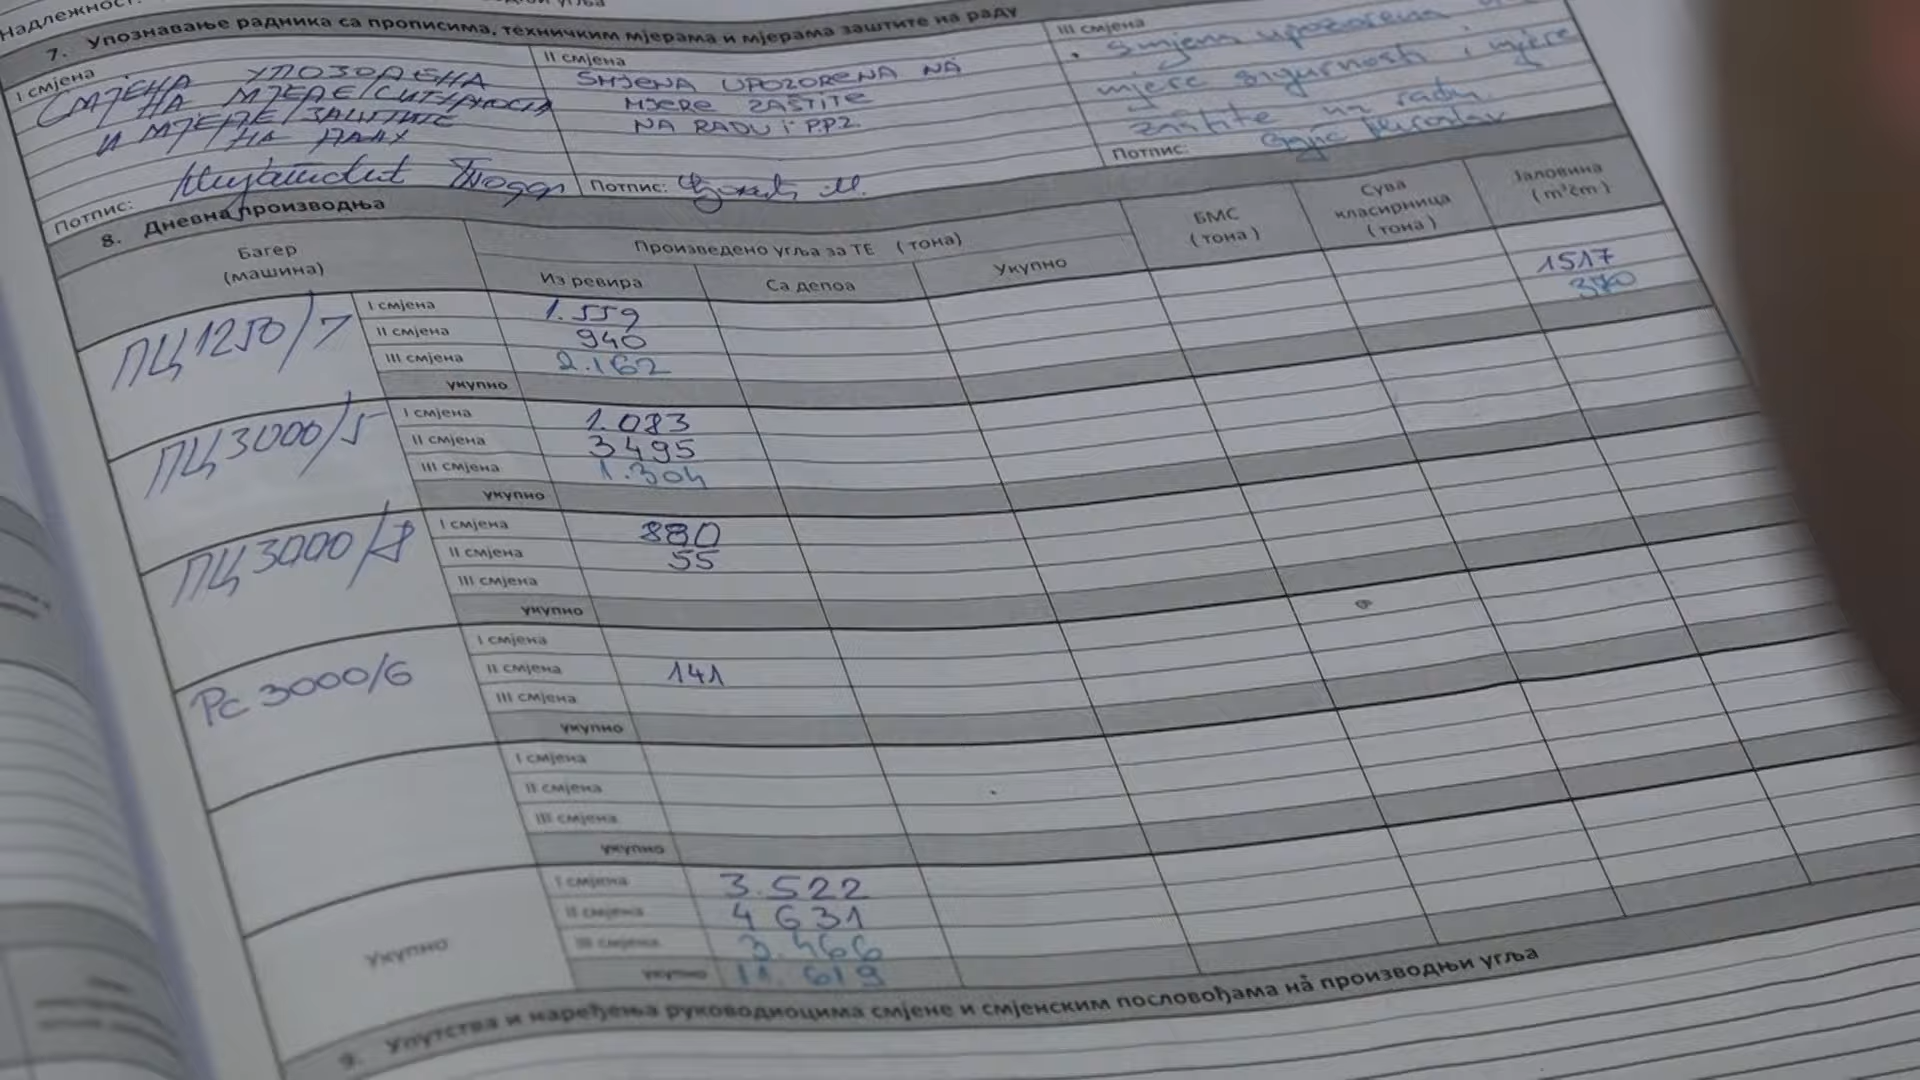 Надлежност:
7. Упознавање радника са прописима, техничким мјерама и мјерама заштите на раду
I смјена
СМЈЕНА УПОЗОРЕНА
НА МЈЕРЕ СИГУРНОСТИ
И МЈЕРЕ ЗАШТИТЕ
НА РАДУ
Потпис:
II смјена
SMJENA UPOZORENA NA
MJERE ZAŠTITE
NA RADU i PPZ
Потпис:
III смјена
Smjena upozorena
mjere sigurnosti i mjere
zaštite na radu
Потпис:
8. Дневна производња
Багер
(машина)
Произведено угља за ТЕ (тона)
Из ревира
Са депоа
Укупно
БМС
(тона)
Сува
класирница
(тона)
Јаловина
(m³čm)
ПЦ 1250/7
I смјена 1.559 1517
II смјена 940
III смјена 2.162
укупно
ПЦ 3000/5
I смјена 1.083
II смјена 3495
III смјена 1.304
укупно
ПЦ 3000/8
I смјена 880
II смјена 55
III смјена
укупно
Pc 3000/6
I смјена
II смјена 141
III смјена
укупно
I смјена
II смјена
III смјена
укупно
Укупно
I смјена 3.522
II смјена 4 631
III смјена 3.466
укупно 11.619
9. Упутства и наређења руководиоцима смјене и смјенским пословођама на производњи угља